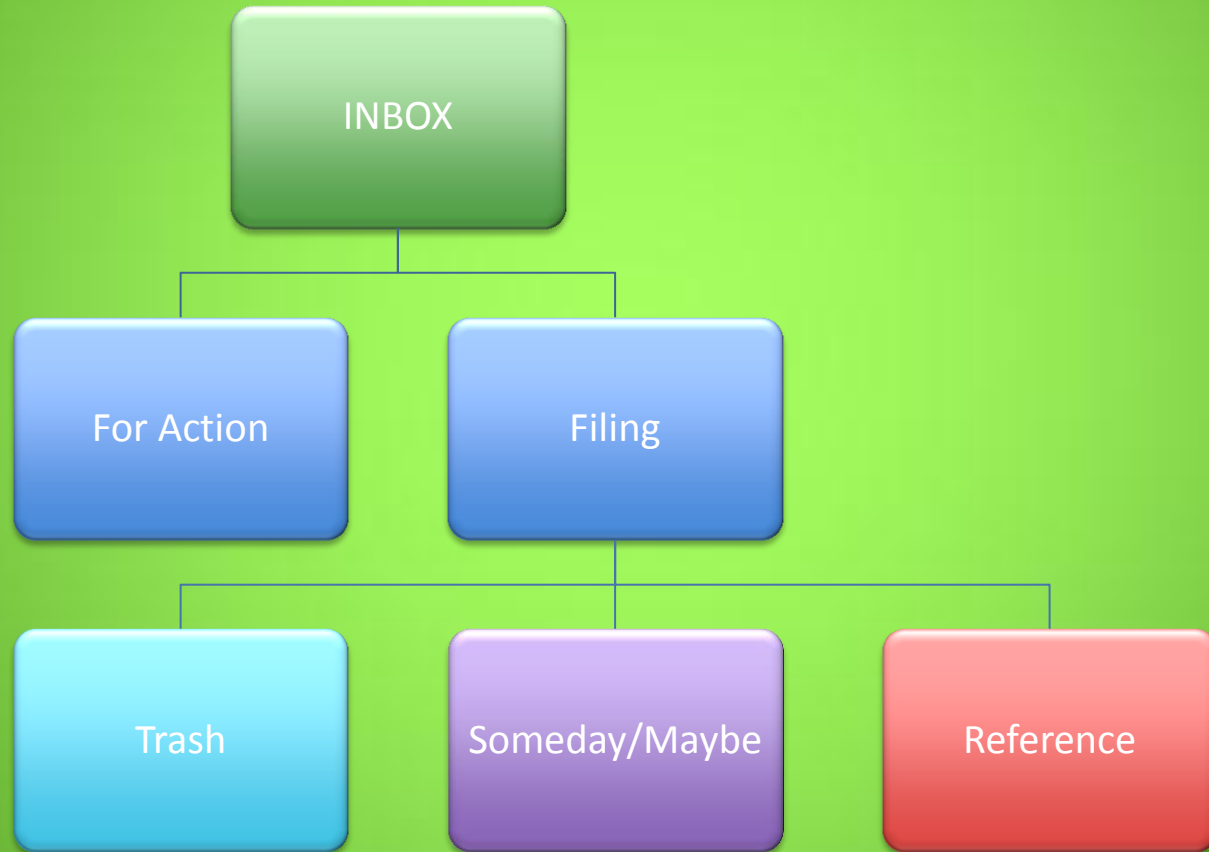 INBOX
For Action
Filing
Trash
Someday/Maybe
Reference